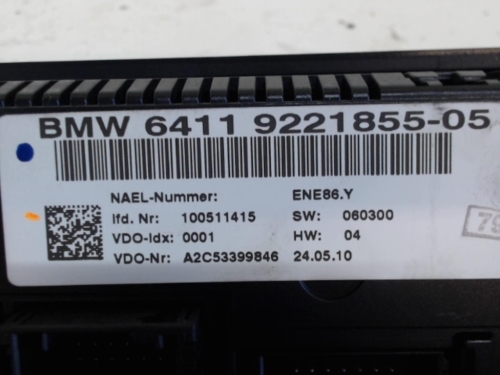 BMW 6411 9221855-05
NAEL-Nummer: ENE86.Y
lfd. Nr: 100511415 SW: 060300
VDO-Idx: 0001 HW: 04
VDO-Nr: A2C53399846 24.05.10